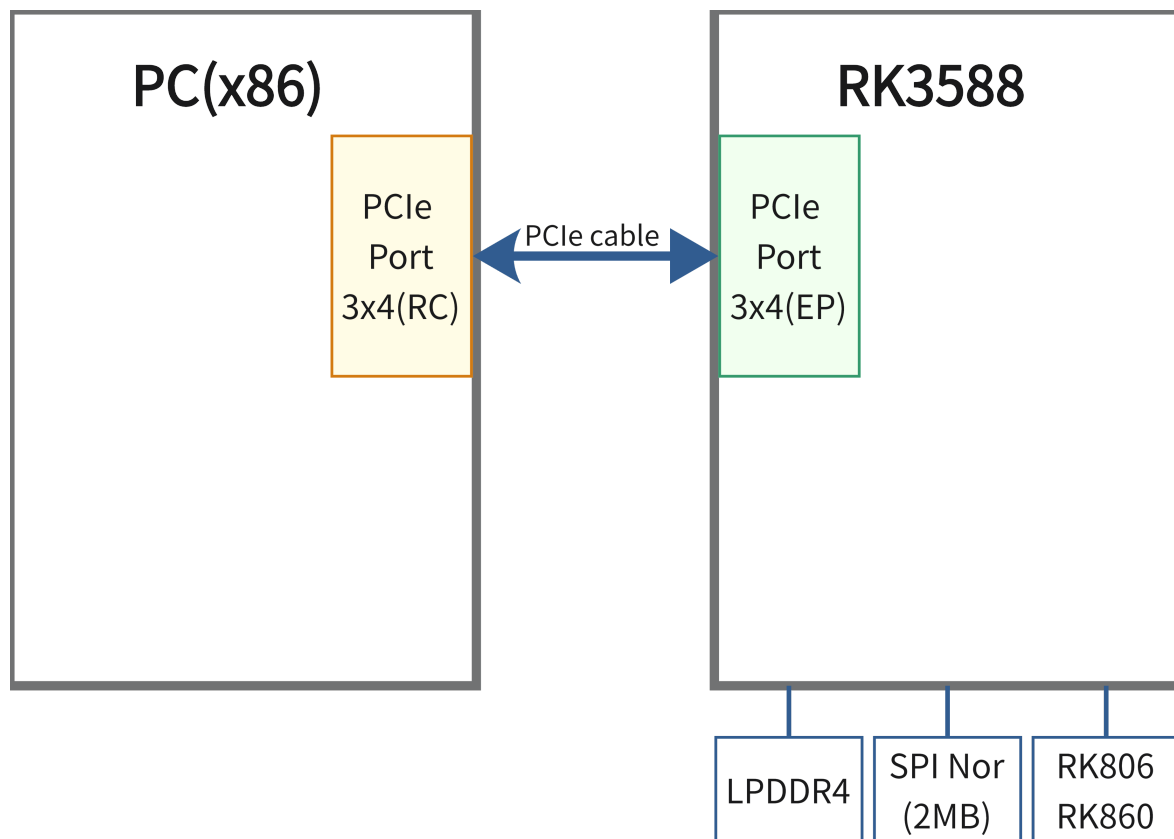 PC(x86)
RK3588
PCIe
Port
3x4(RC)
PCIe cable
PCIe
Port
3x4(EP)
LPDDR4
SPI Nor
(2MB)
RK806
RK860